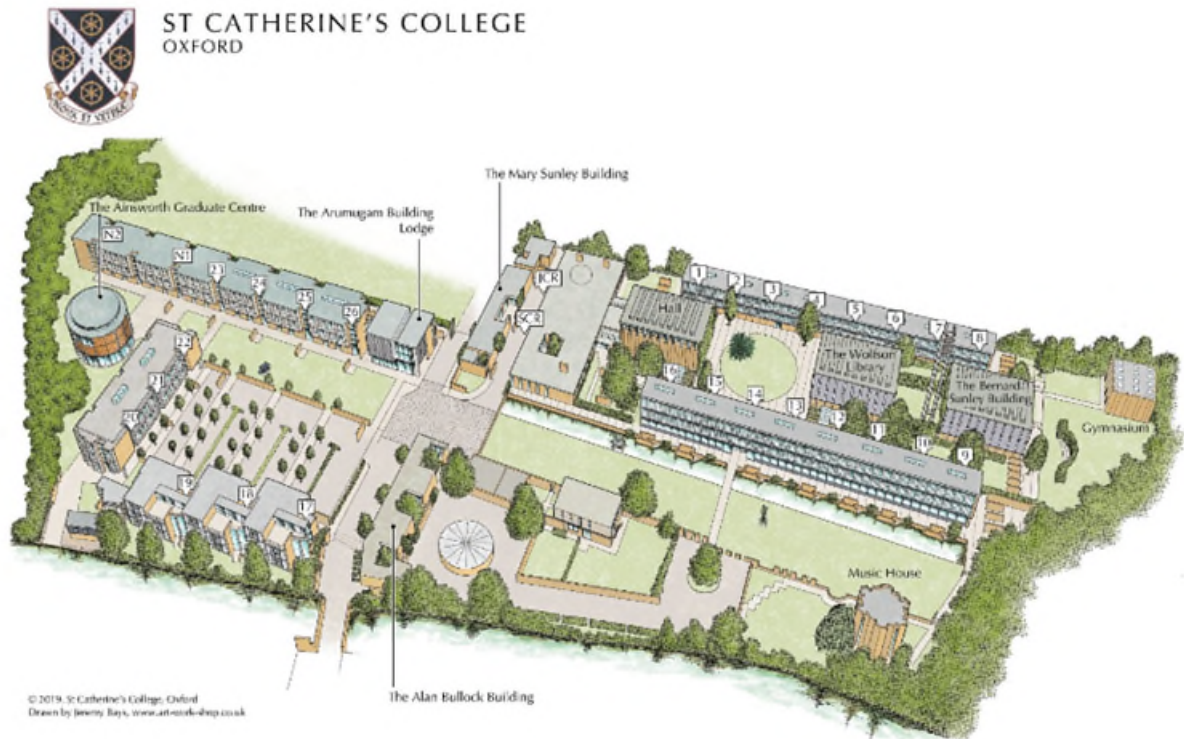 ST CATHERINE'S COLLEGE
OXFORD
NOVA ET VETERA
The Mary Sunley Building
The Ainsworth Graduate Centre
The Arumugam Building
Lodge
N2
N1
23
24
25
26
JCR
SCR
Hall
1
2
3
4
5
6
7
8
The Wolfson
Library
The Bernard
Sunley Building
Gymnasium
22
21
20
16
15
14
13
12
11
10
9
19
18
17
Music House
The Alan Bullock Building
© 2019, St Catherine's College, Oxford
Drawn by Jeremy Bays, www.art-work-shop.co.uk